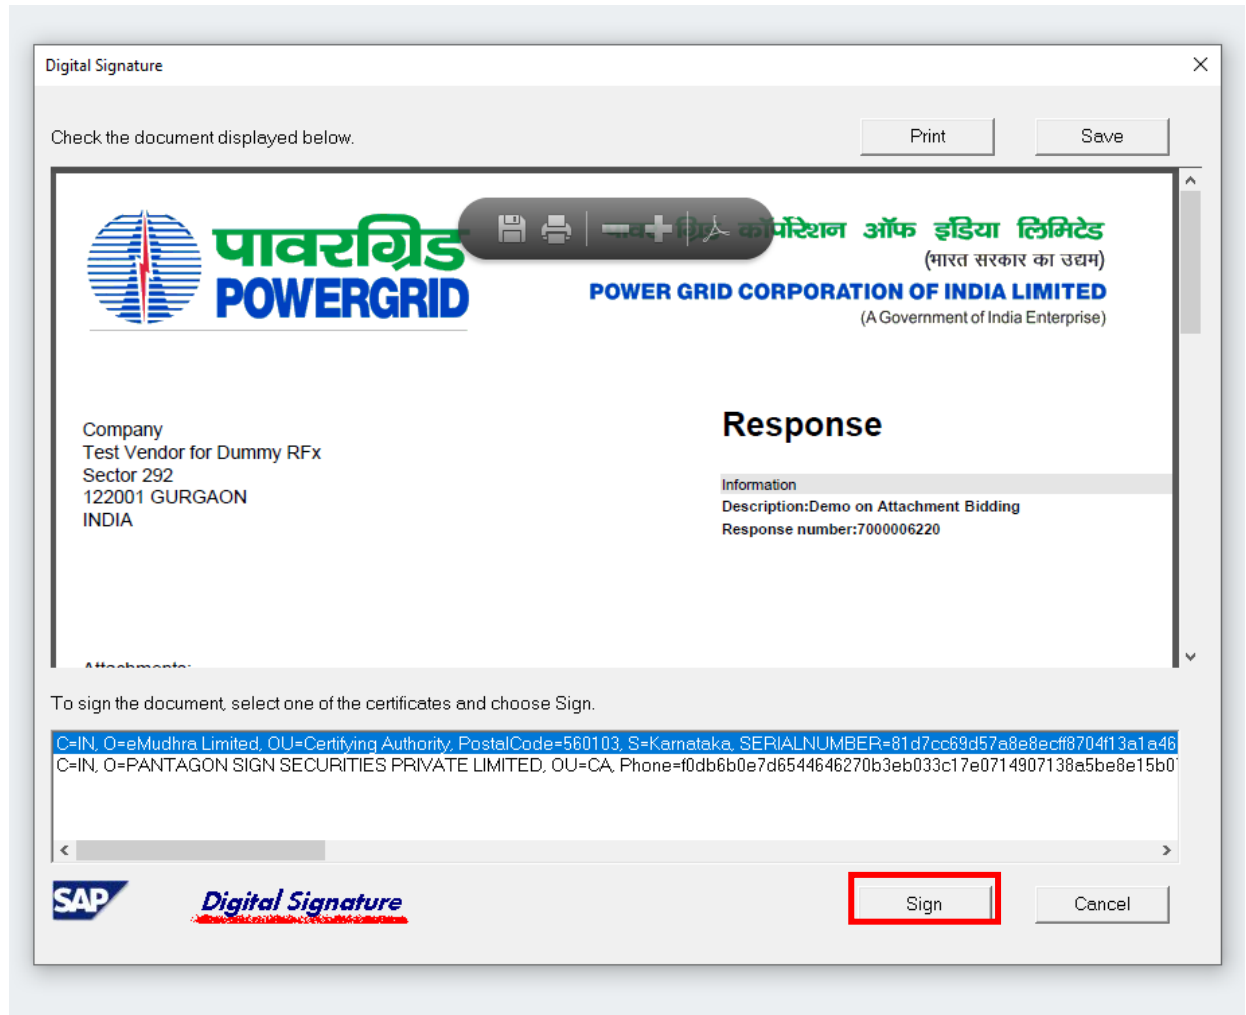 Digital Signature
Check the document displayed below.
Print
Save
पावरग्रिड
POWERGRID
कॉर्पोरेशन ऑफ इंडिया लिमिटेड
(भारत सरकार का उद्यम)
POWER GRID CORPORATION OF INDIA LIMITED
(A Government of India Enterprise)
Company
Test Vendor for Dummy RFx
Sector 292
122001 GURGAON
INDIA
Response
Information
Description:Demo on Attachment Bidding
Response number:7000006220
Attachments:
To sign the document, select one of the certificates and choose Sign.
C=IN, O=eMudhra Limited, OU=Certifying Authority, PostalCode=560103, S=Karnataka, SERIALNUMBER=81d7cc69d57a8e8ecff8704f13a1a46
C=IN, O=PANTAGON SIGN SECURITIES PRIVATE LIMITED, OU=CA, Phone=f0db6b0e7d6544646270b3eb033c17e0714907138a5be8e15b0
SAP
Digital Signature
Sign
Cancel